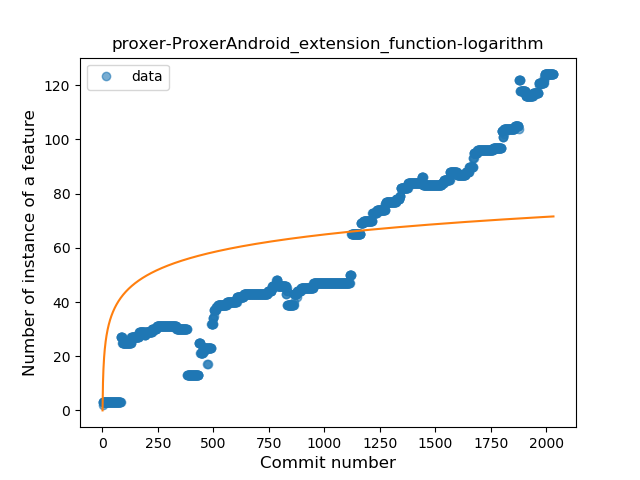 proxer-ProxerAndroid_extension_function-logarithm
data
Number of instance of a feature
120
100
80
60
40
20
0
0 250 500 750 1000 1250 1500 1750 2000
Commit number